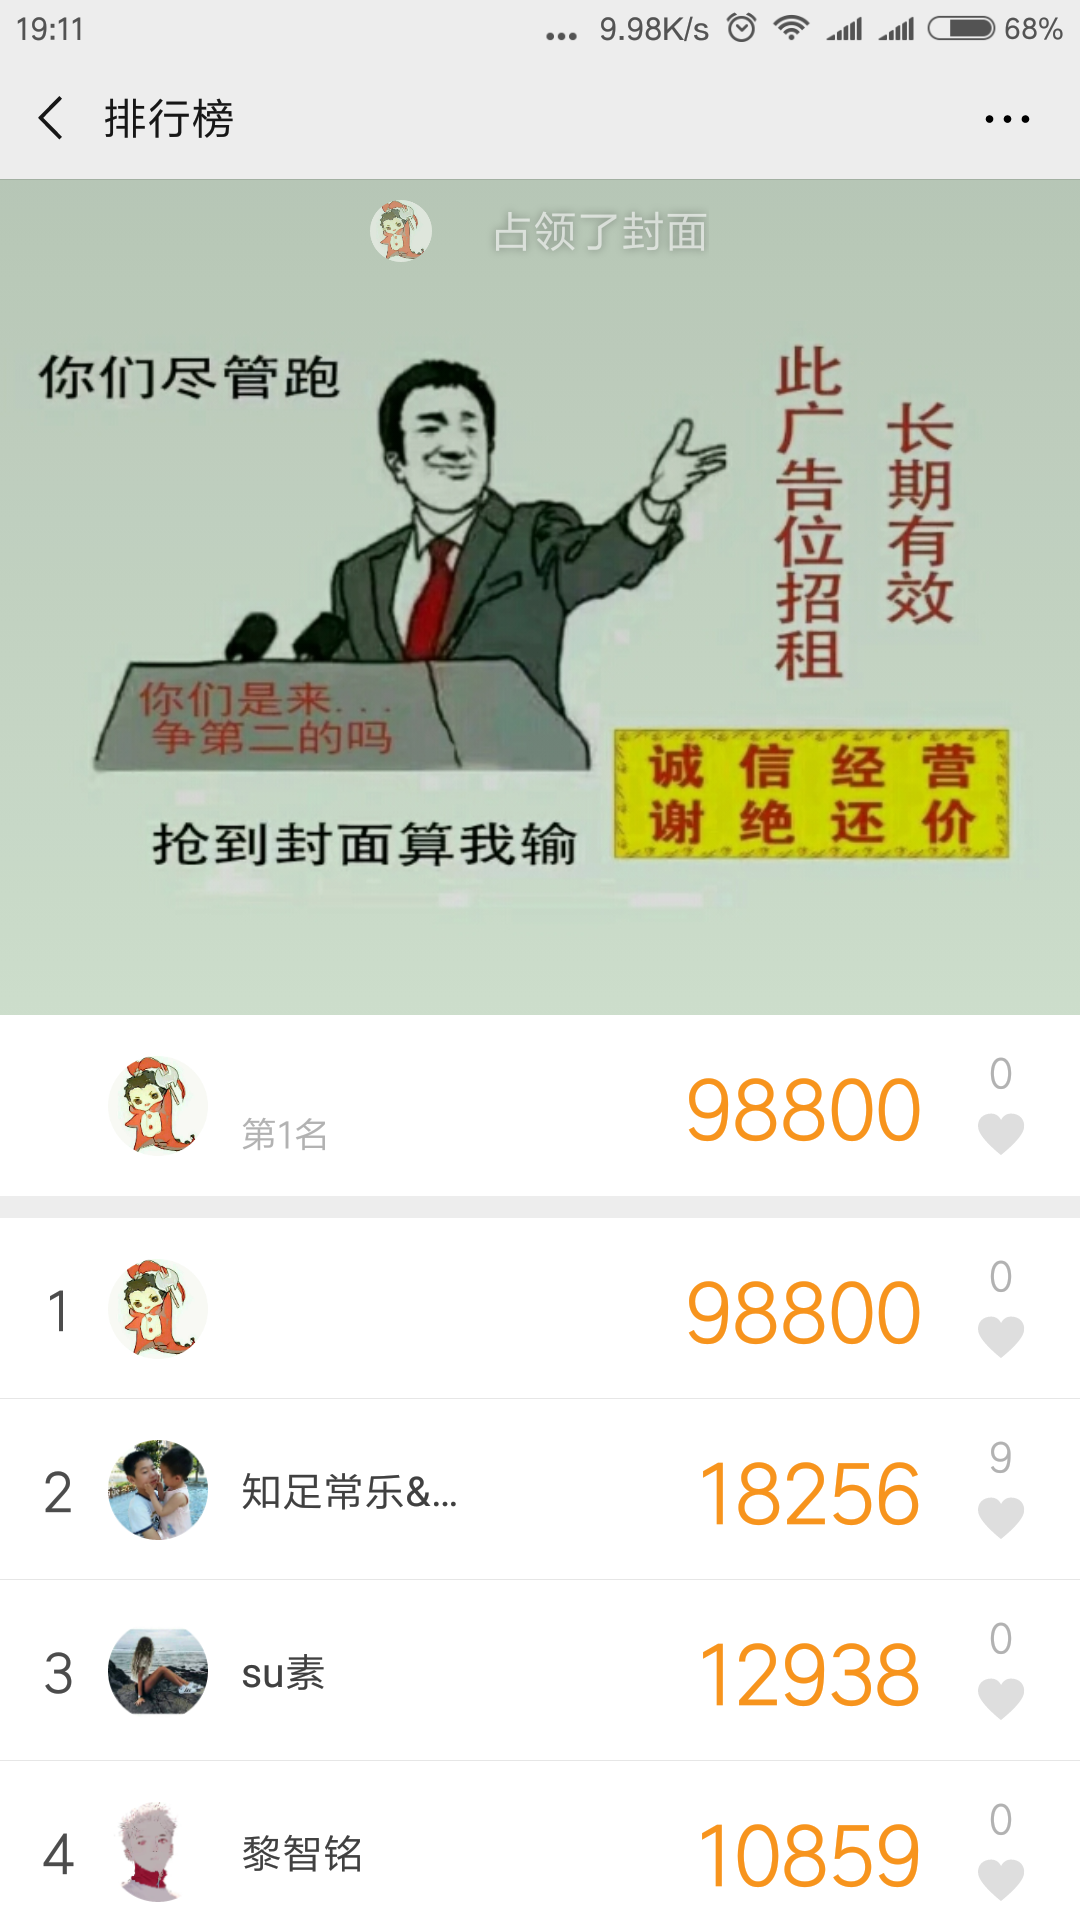 19:11
... 9.98K/s 68%
排行榜
占领了封面
你们尽管跑
此广告位招租
长期有效
你们是来...
争第二的吗
诚信经营
谢绝还价
抢到封面算我输
第1名
98800
0
1
98800
0
2
知足常乐&...
18256
9
3
su素
12938
0
4
黎智铭
10859
0